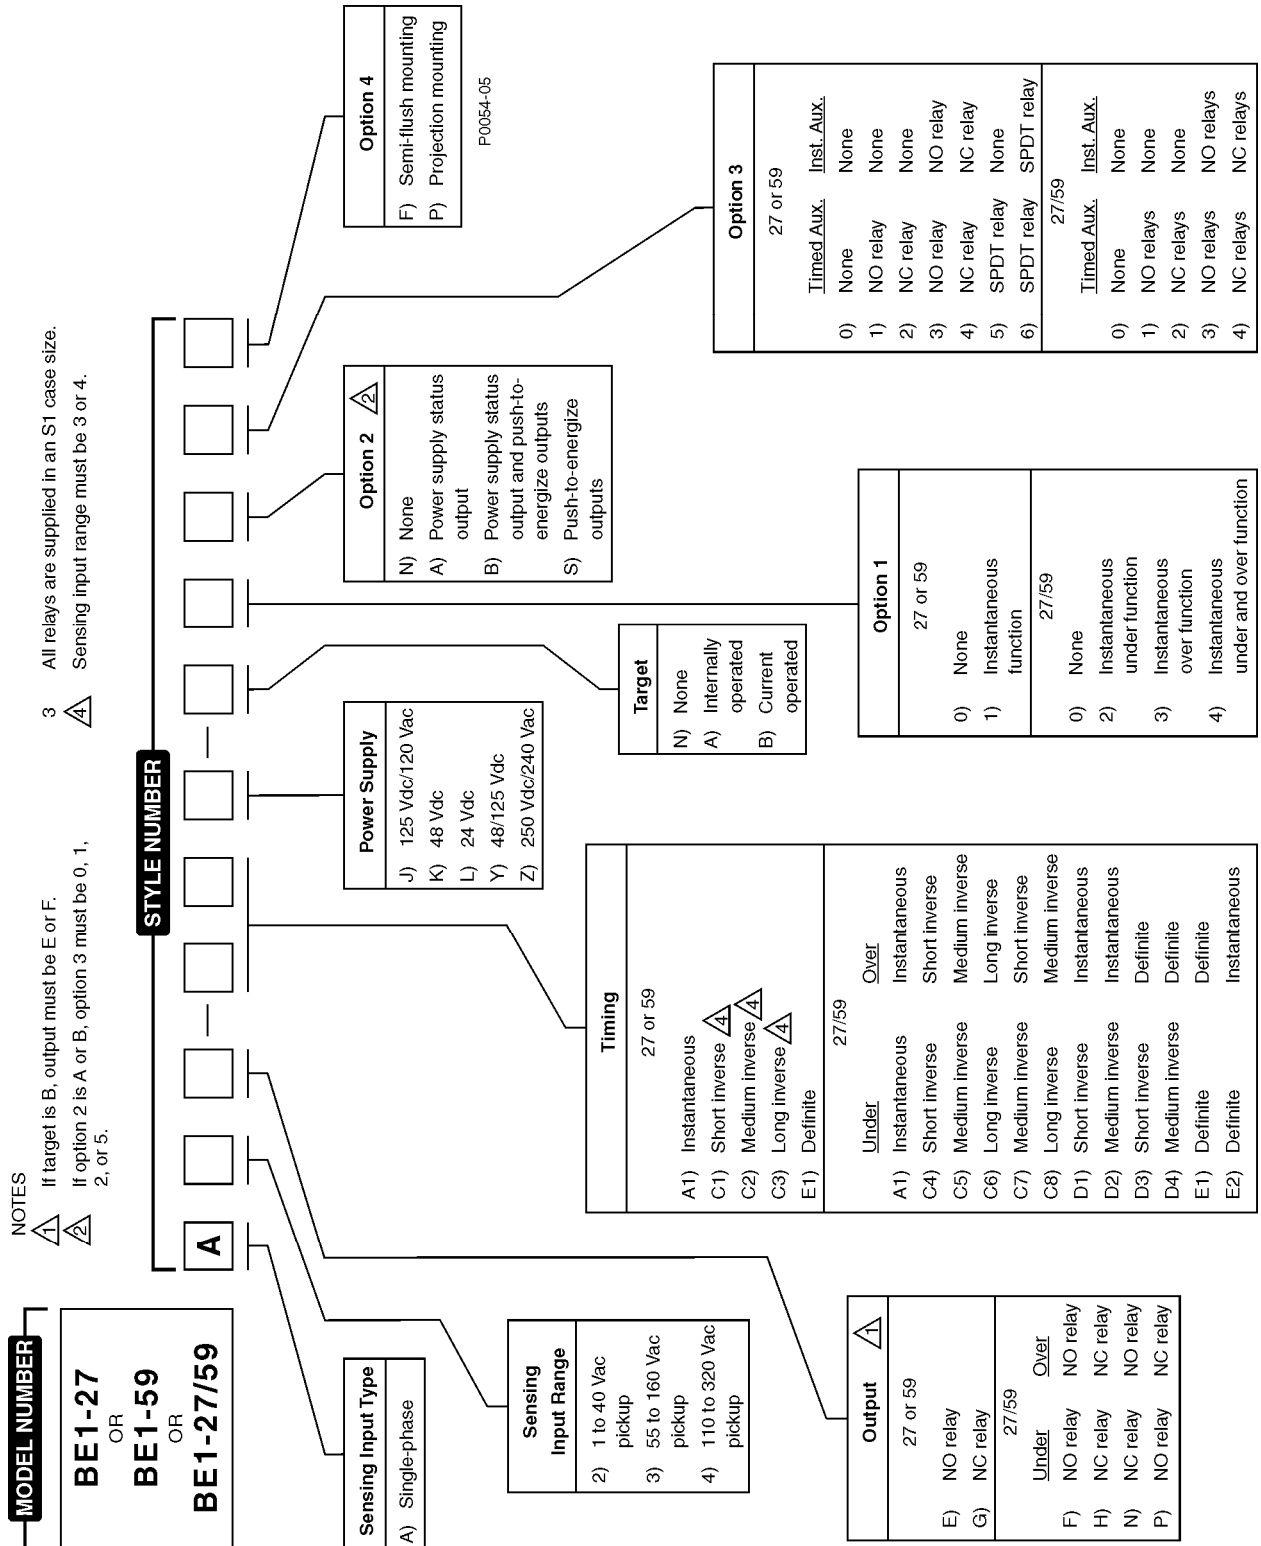 MODEL NUMBER
BE1-27
OR
BE1-59
OR
BE1-27/59
NOTES
1 If target is B, output must be E or F.
2 If option 2 is A or B, option 3 must be 0, 1,
2, or 5.
3 All relays are supplied in an S1 case size.
4 Sensing input range must be 3 or 4.
STYLE NUMBER
A
Sensing Input Type
A) Single-phase
Sensing
Input Range
2) 1 to 40 Vac
pickup
3) 55 to 160 Vac
pickup
4) 110 to 320 Vac
pickup
Output 1
27 or 59
E) NO relay
G) NC relay
27/59
Under Over
F) NO relay NO relay
H) NC relay NC relay
N) NC relay NO relay
P) NO relay NC relay
Timing
27 or 59
A1) Instantaneous
C1) Short inverse 4
C2) Medium inverse 4
C3) Long inverse 4
E1) Definite
27/59
Under Over
A1) Instantaneous Instantaneous
C4) Short inverse Short inverse
C5) Medium inverse Medium inverse
C6) Long inverse Long inverse
C7) Medium inverse Short inverse
C8) Long inverse Medium inverse
D1) Short inverse Instantaneous
D2) Medium inverse Instantaneous
D3) Short inverse Definite
D4) Medium inverse Definite
E1) Definite Definite
E2) Definite Instantaneous
Power Supply
J) 125 Vdc/120 Vac
K) 48 Vdc
L) 24 Vdc
Y) 48/125 Vdc
Z) 250 Vdc/240 Vac
Target
N) None
A) Internally
operated
B) Current
operated
Option 1
27 or 59
0) None
1) Instantaneous
function
27/59
0) None
2) Instantaneous
under function
3) Instantaneous
over function
4) Instantaneous
under and over function
Option 2 2
N) None
A) Power supply status
output
B) Power supply status
output and push-to-
energize outputs
S) Push-to-energize
outputs
Option 3
27 or 59
Timed Aux. Inst. Aux.
0) None None
1) NO relay None
2) NC relay None
3) NO relay NO relay
4) NC relay NC relay
5) SPDT relay None
6) SPDT relay SPDT relay
27/59
Timed Aux. Inst. Aux.
0) None None
1) NO relays None
2) NC relays None
3) NO relays NO relays
4) NC relays NC relays
Option 4
F) Semi-flush mounting
P) Projection mounting
P0054-05